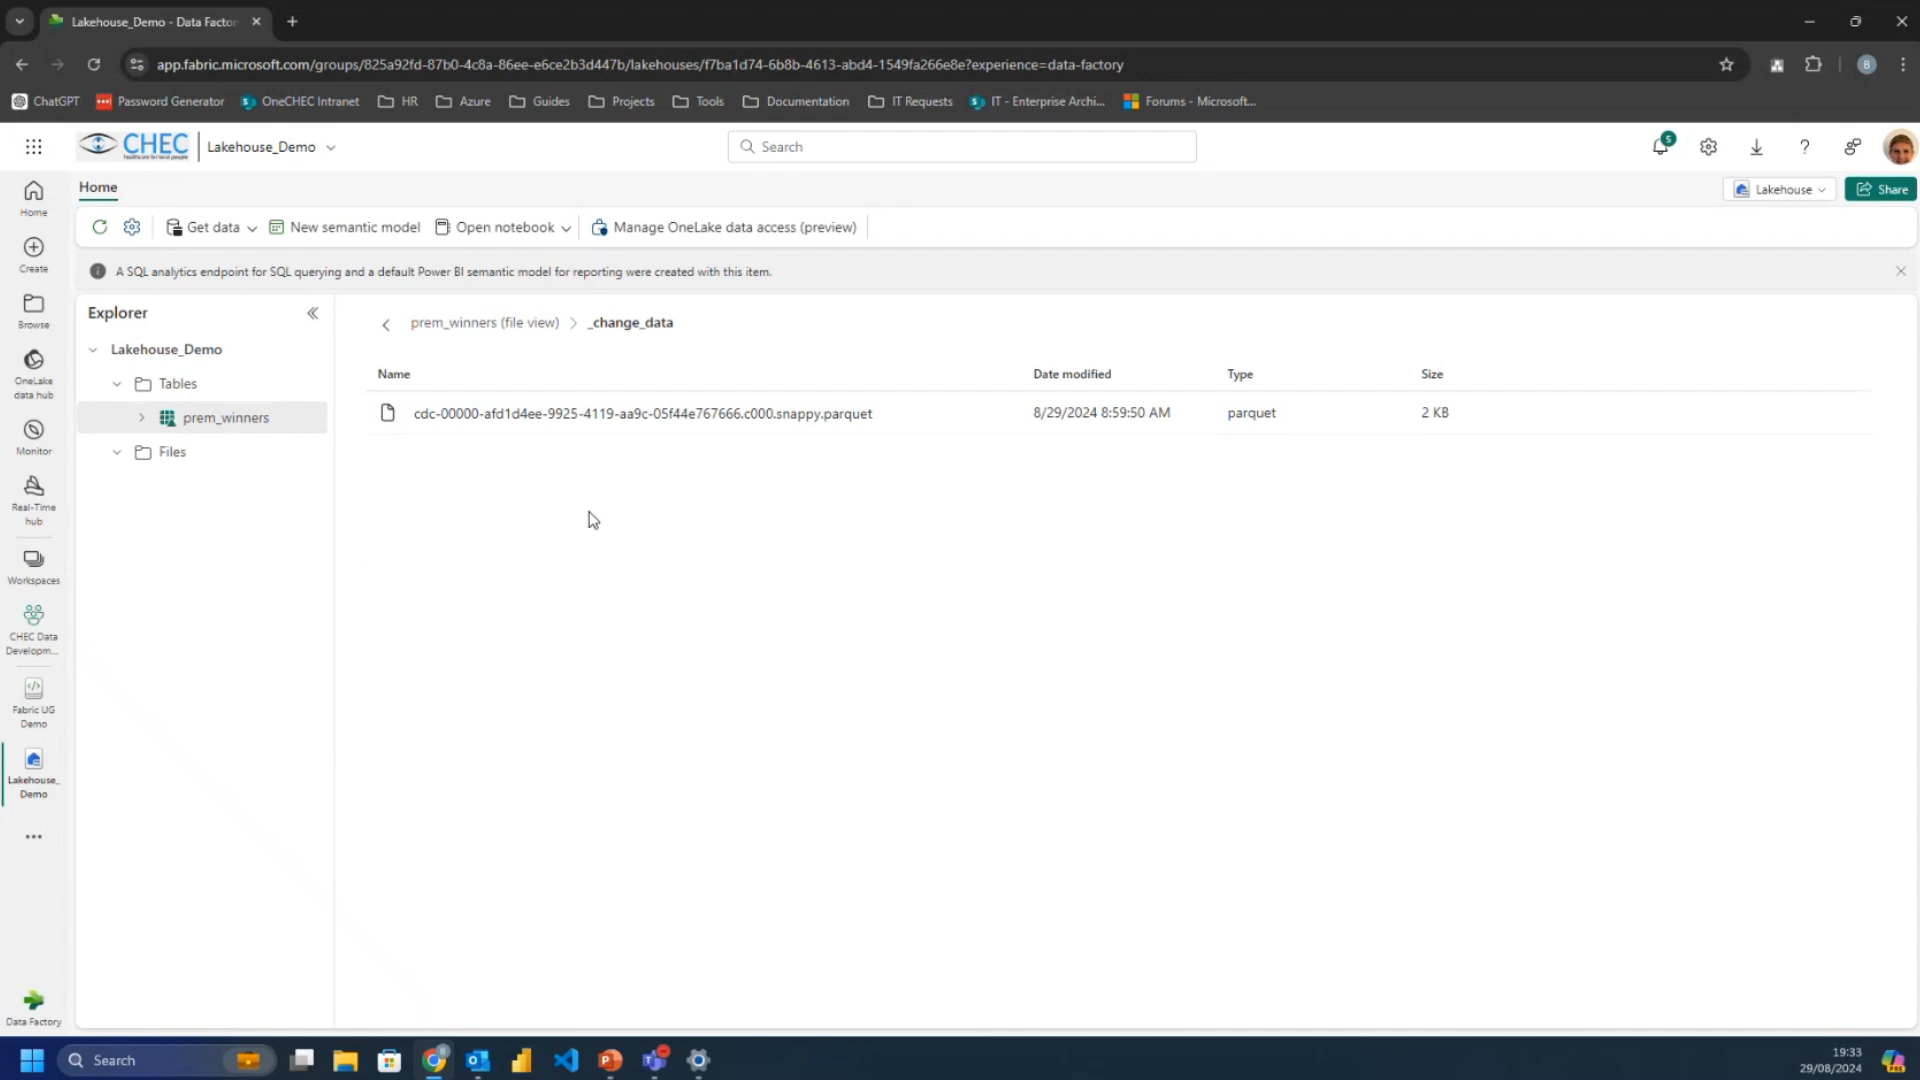 Lakehouse_Demo - Data Factor
app.fabric.microsoft.com/groups/825a92fd-87b0-4c8a-86ee-e6ce2b3d447b/lakehouses/f7ba1d74-6b8b-4613-abd4-1549fa266e8e?experience=data-factory
B
ChatGPT Password Generator OneCHEC Intranet HR Azure Guides Projects Tools Documentation IT Requests IT - Enterprise Archi... Forums - Microsoft...
CHEC
healthcare for local people
Lakehouse_Demo
Search
5
Home
Lakehouse
Share
Get data New semantic model Open notebook Manage OneLake data access (preview)
A SQL analytics endpoint for SQL querying and a default Power BI semantic model for reporting were created with this item.
Home
Create
Browse
OneLake
data hub
Monitor
Real-Time
hub
Workspaces
CHEC Data
Developm...
Fabric UG
Demo
Lakehouse_
Demo
Data Factory
Explorer
Lakehouse_Demo
Tables
prem_winners
Files
prem_winners (file view) > _change_data
Name Date modified Type Size
cdc-00000-afd1d4ee-9925-4119-aa9c-05f44e767666.c000.snappy.parquet 8/29/2024 8:59:50 AM parquet 2 KB
Search
19:33
29/08/2024